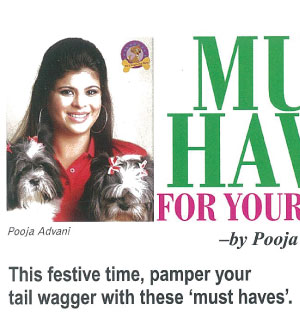 MU
HAV
FOR YOUR
–by Pooja
Pooja Advani
This festive time, pamper your
tail wagger with these ‘must haves’.